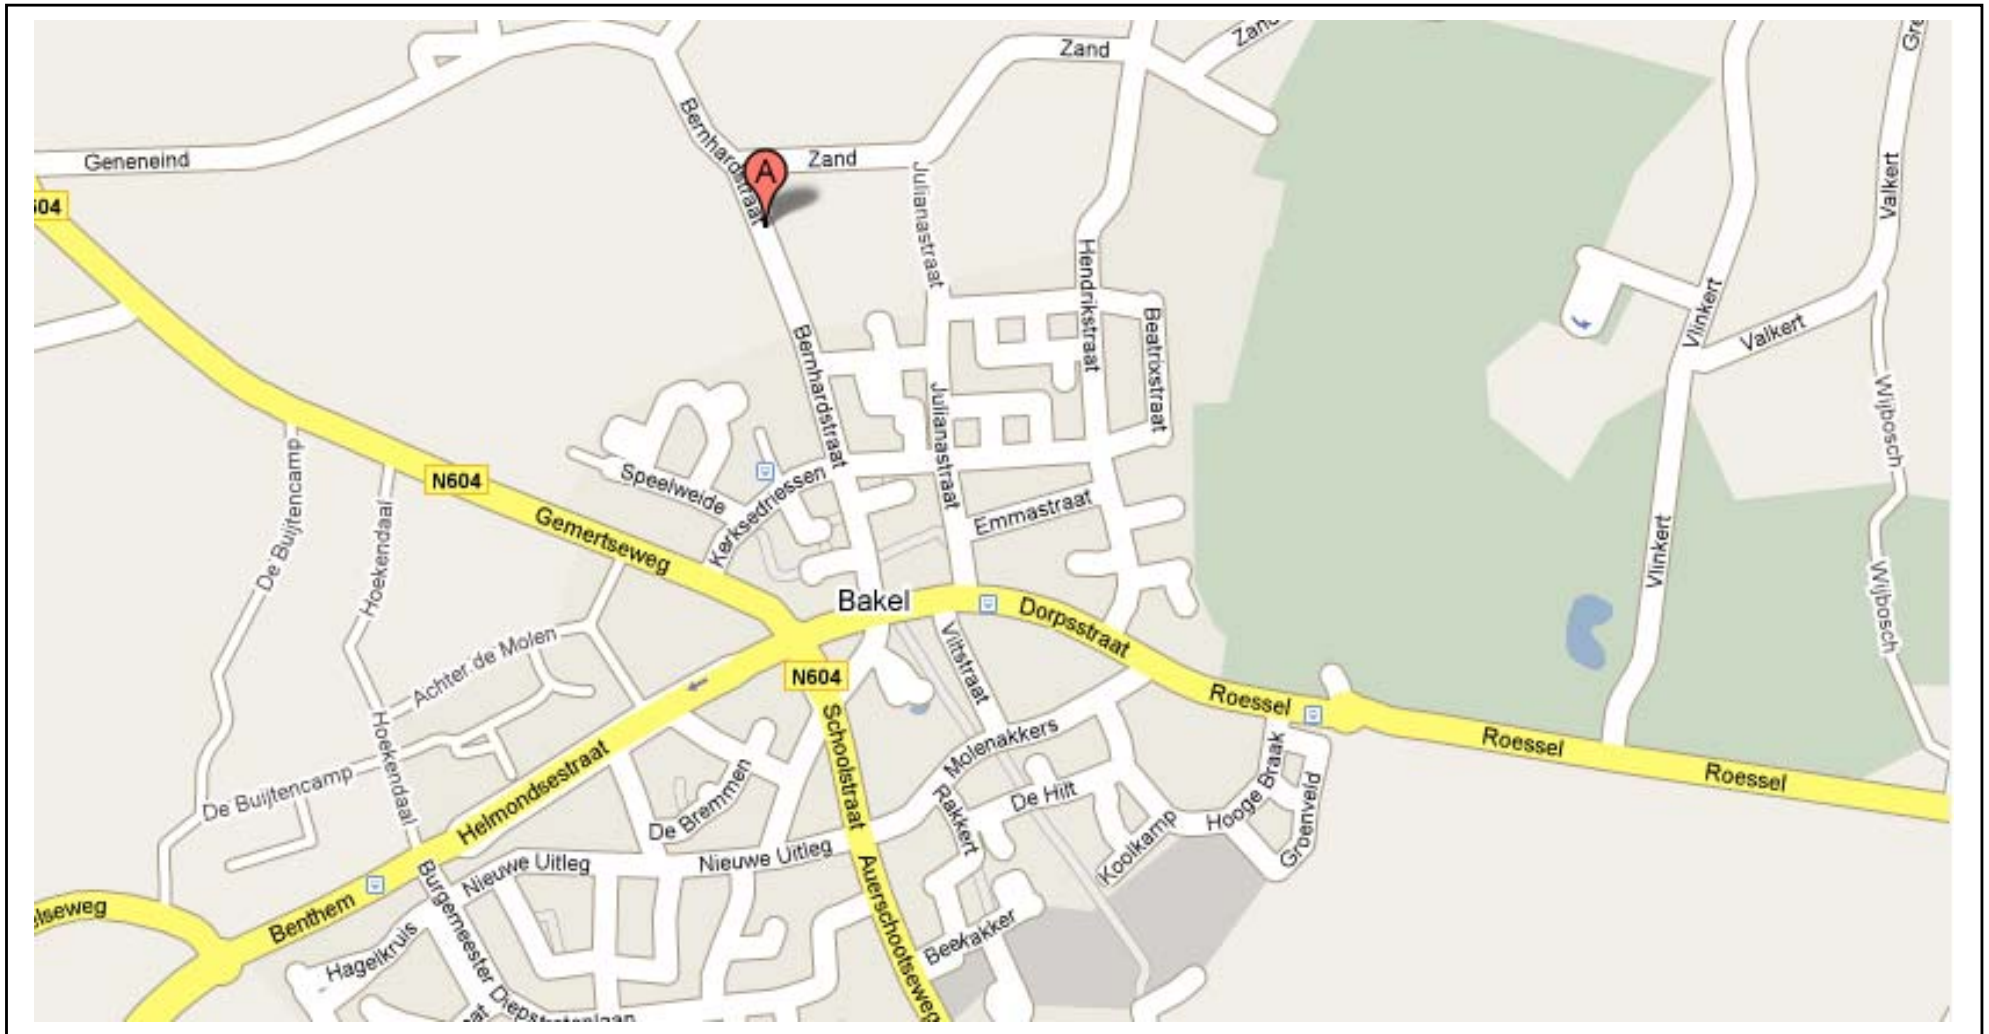 Zand
Zand
Gre
Bernhardstraat
Geneneind
A
Zand
Julianastraat
Valkert
604
Hendrikstraat
Vlinkert
Beatrixstraat
Valkert
Bernhardstraat
Julianastraat
Wijbosch
De Buijtencamp
N604
Speelweide
Kerksedriessen
Emmastraat
Hoekendaal
Gemertseweg
Vlinkert
Wijbosch
Bakel
Dorpsstraat
Achter de Molen
Viltstraat
N604
Roessel
Hoekendaal
Schoolstraat
Molenakkers
Roessel
Roessel
De Buijtencamp
Helmondsestraat
De Bremmen
Rakkert
De Hilt
Hooge Braak
Groenveld
Koolkamp
Nieuwe Uitleg
Nieuwe Uitleg
Auerschootseweg
Burgemeester Diepstratenlaan
elseweg
Benthem
Hagelkruis
Beekakker
at